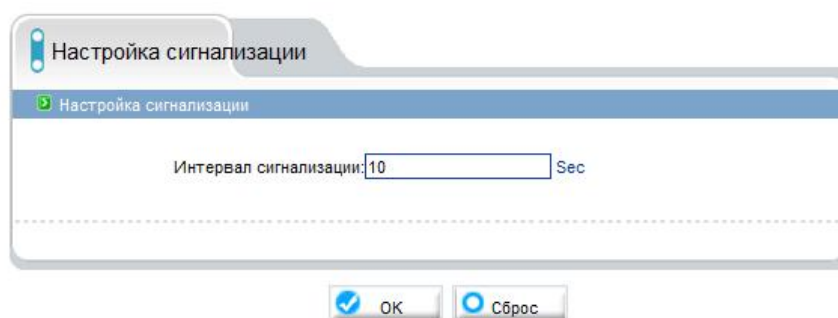 Настройка сигнализации
Настройка сигнализации
Интервал сигнализации: 10 Sec
OK Сброс